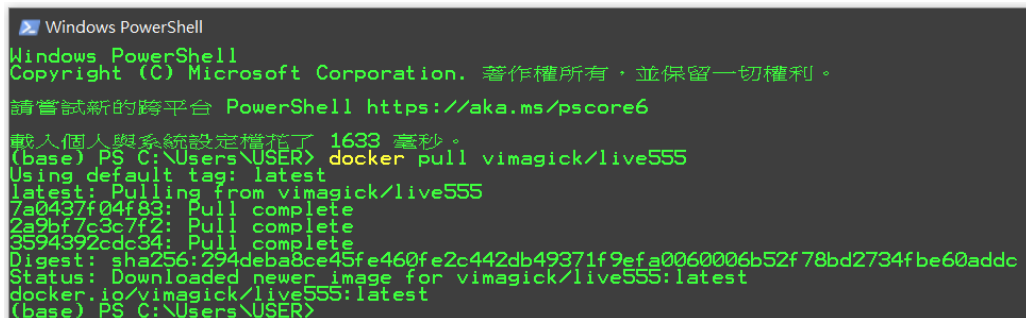 Windows PowerShell
Windows PowerShell
Copyright (C) Microsoft Corporation. 著作權所有，並保留一切權利。
請嘗試新的跨平台 PowerShell https://aka.ms/pscore6
載入個人與系統設定檔花了 1633 毫秒。
(base) PS C:\Users\USER> docker pull vimagick/live555
Using default tag: latest
latest: Pulling from vimagick/live555
7a0437f04f83: Pull complete
2a9bf7c3c7f2: Pull complete
3594392cdc34: Pull complete
Digest: sha256:294deba8ce45fe460fe2c442db49371f9efa0060006b52f78bd2734fbe60addc
Status: Downloaded newer image for vimagick/live555:latest
docker.io/vimagick/live555:latest
(base) PS C:\Users\USER>